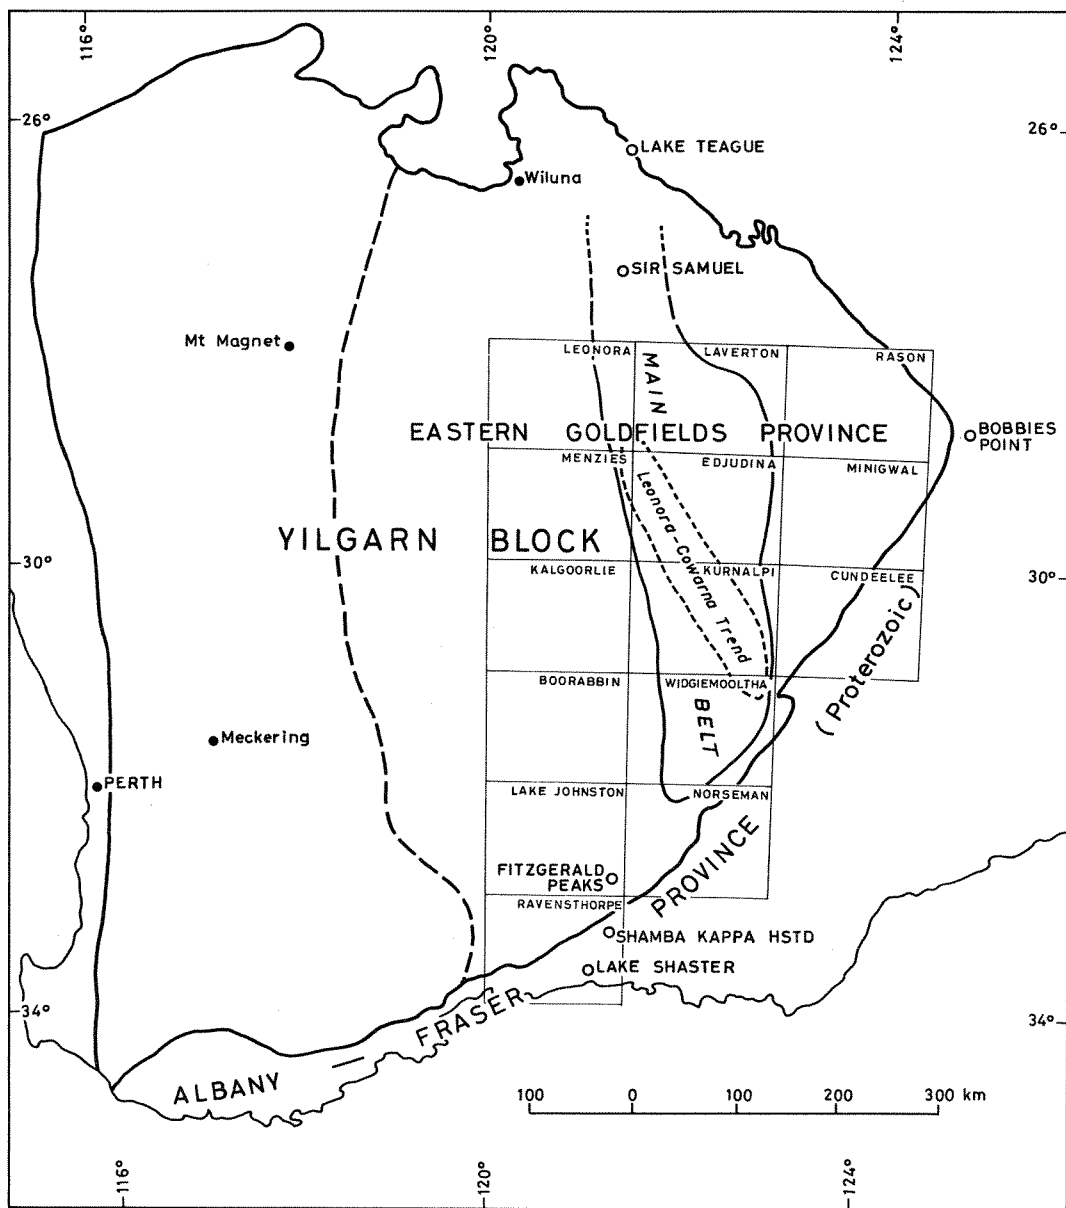 116°
120°
124°
26°
26°
LAKE TEAGUE
Wiluna
SIR SAMUEL
Mt Magnet
LEONORA
MAIN
LAVERTON
RASON
EASTERN GOLDFIELDS PROVINCE
BOBBIES
POINT
MENZIES
EDJUDINA
MINIGWAL
Leonora-Cowarna Trend
YILGARN BLOCK
30°
30°
KALGOORLIE
KURNALPI
CUNDEELEE
(Proterozoic)
BOORABBIN
WIDGIEMOOLTHA
BELT
Meckering
PERTH
LAKE JOHNSTON
NORSEMAN
FITZGERALD
PEAKS
PROVINCE
RAVENSTHORPE
SHAMBA KAPPA HSTD
LAKE SHASTER
34°
34°
FRASER
ALBANY —
100 0 100 200 300 km
116°
120°
124°